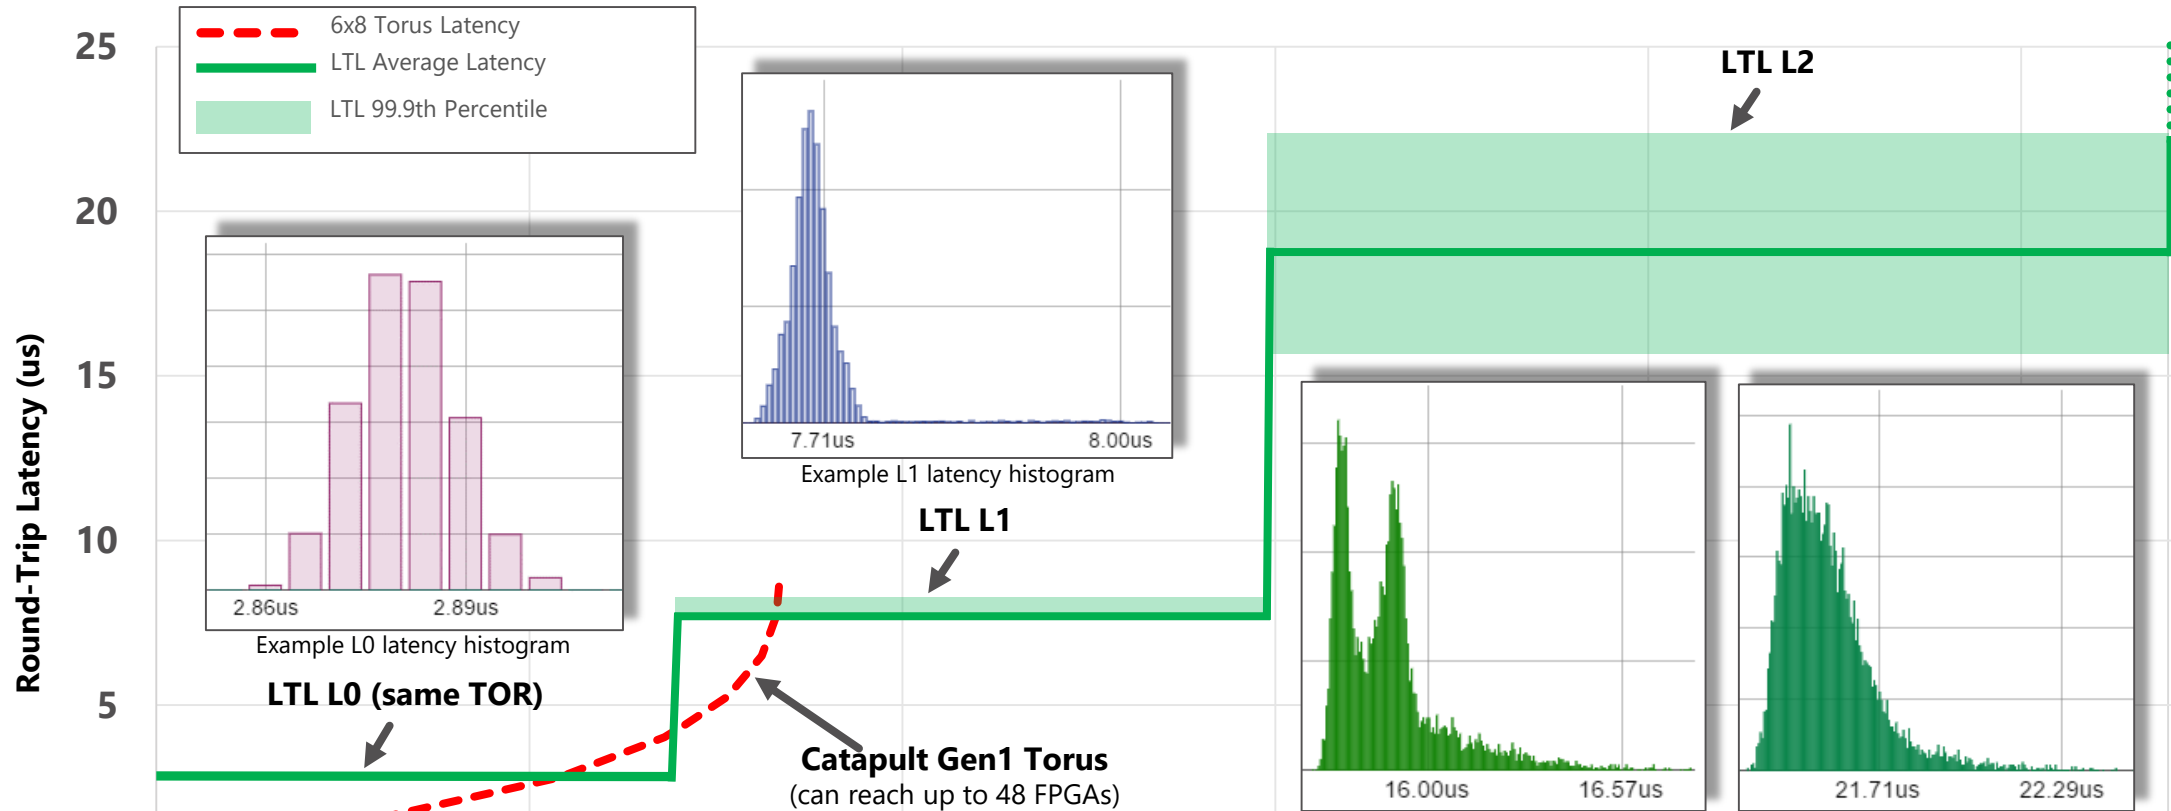 6x8 Torus Latency
LTL Average Latency
LTL 99.9th Percentile
Round-Trip Latency (us)
25
20
15
10
5
2.86us
2.89us
Example L0 latency histogram
LTL L0 (same TOR)
7.71us
8.00us
Example L1 latency histogram
LTL L1
Catapult Gen1 Torus
(can reach up to 48 FPGAs)
LTL L2
16.00us
16.57us
21.71us
22.29us